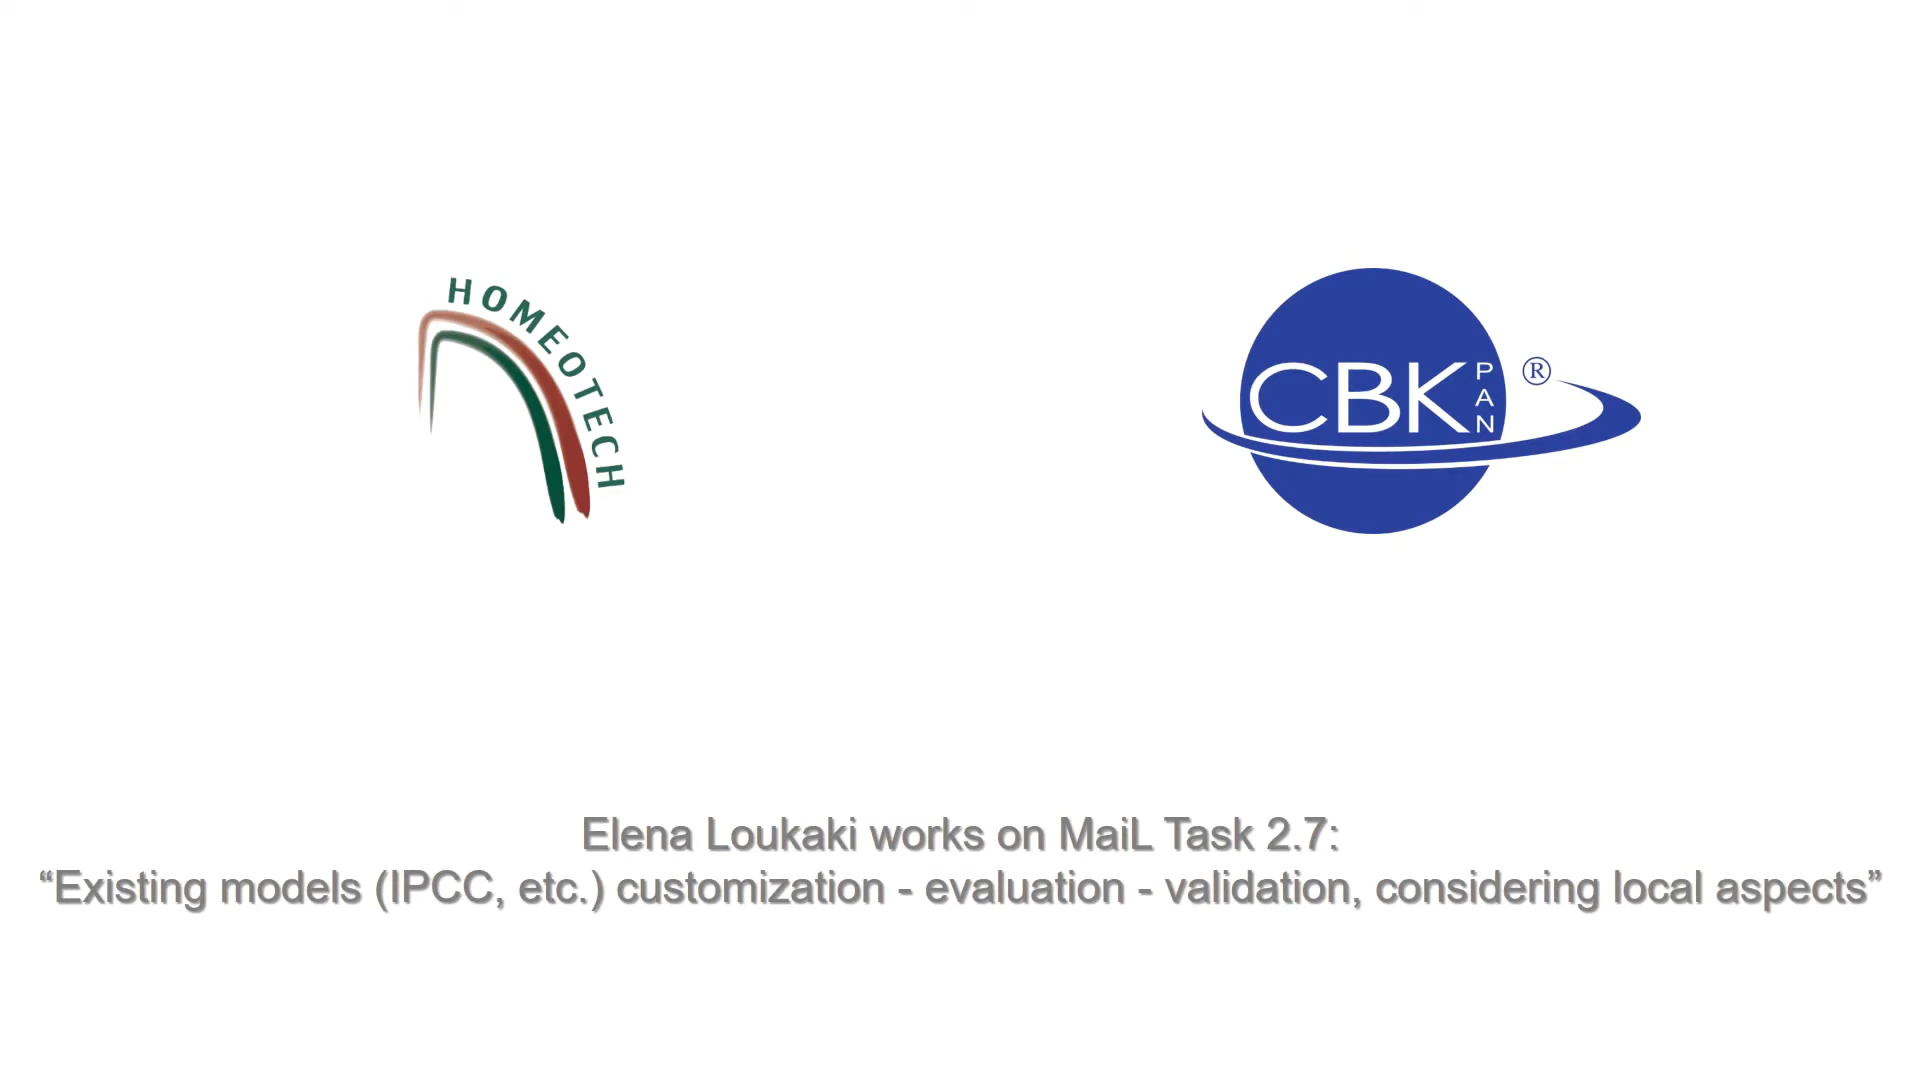 HOMEOTECH
CBK PAN ®
Elena Loukaki works on MaiL Task 2.7:
“Existing models (IPCC, etc.) customization - evaluation - validation, considering local aspects”